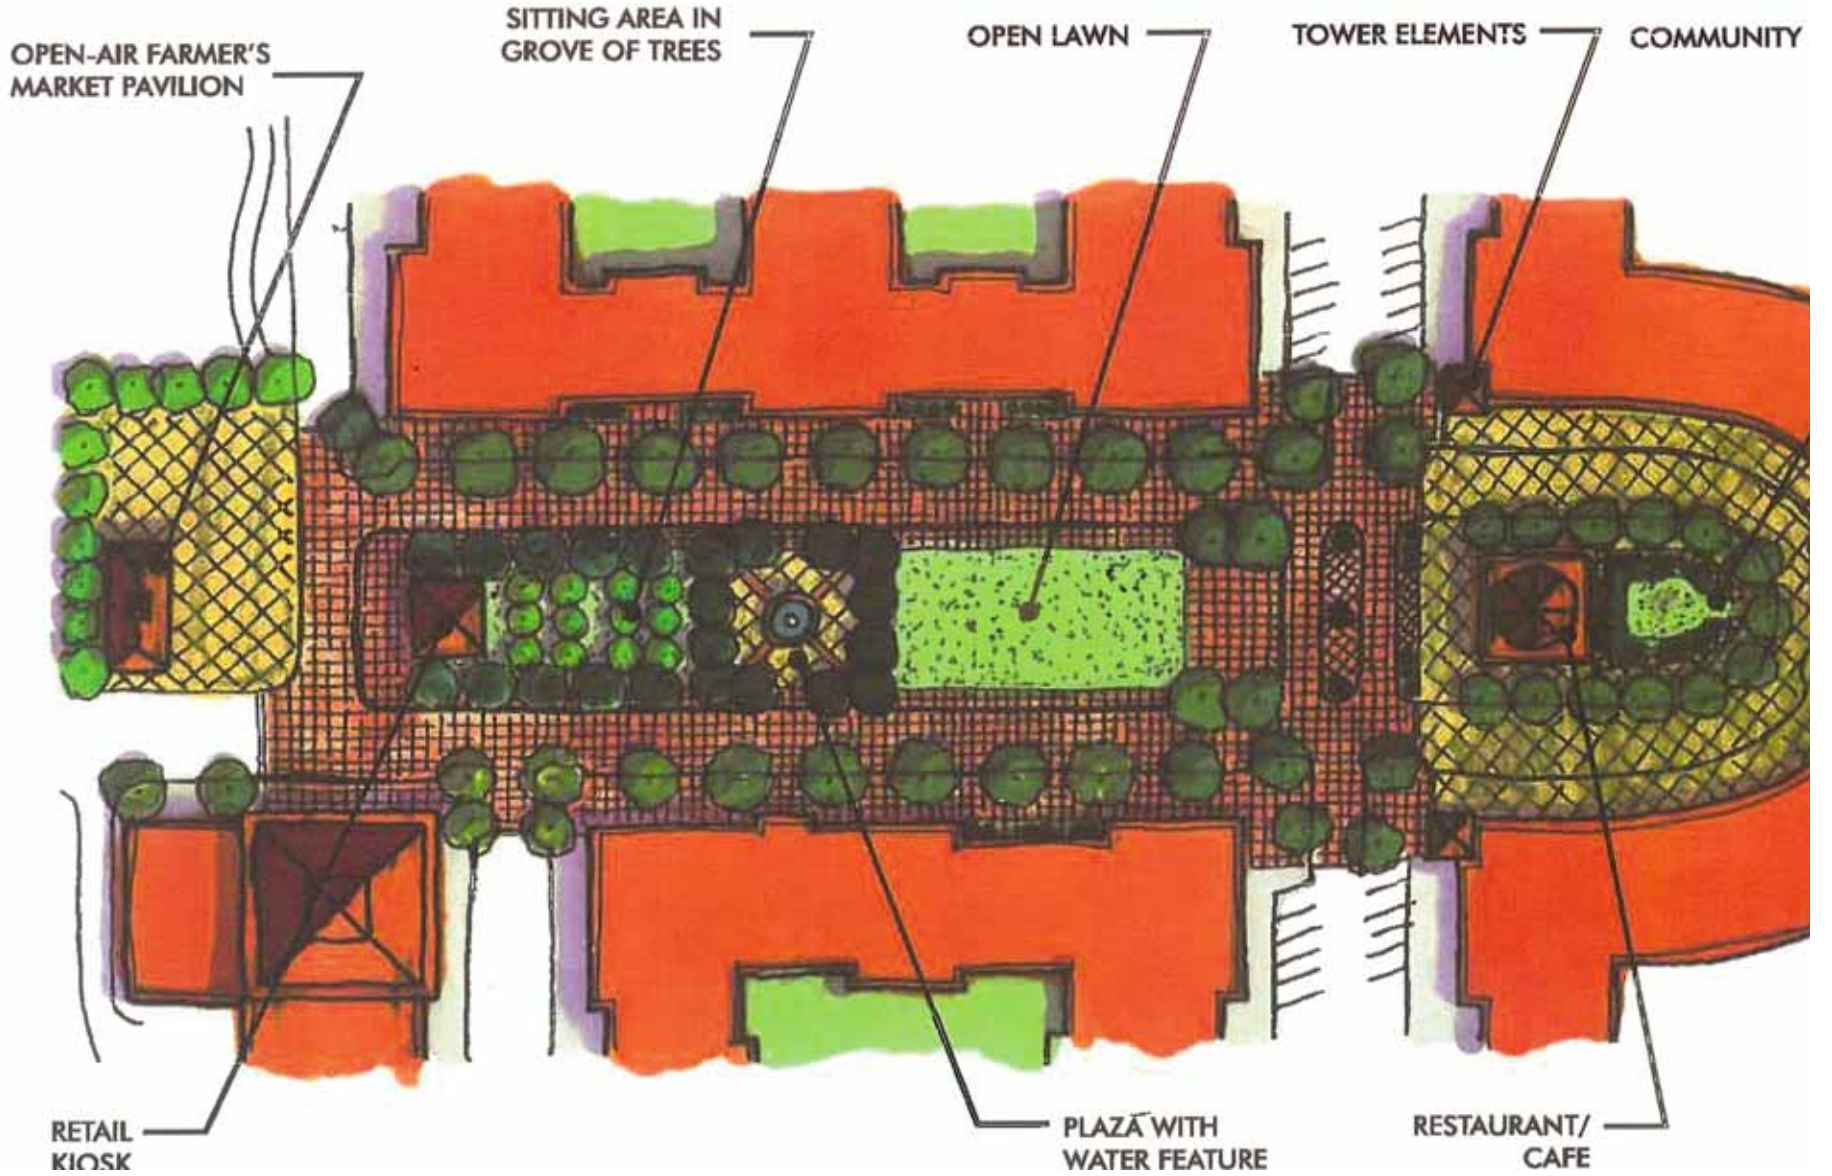 OPEN-AIR FARMER'S
MARKET PAVILION
SITTING AREA IN
GROVE OF TREES
OPEN LAWN
TOWER ELEMENTS
COMMUNITY
RETAIL
KIOSK
PLAZA WITH
WATER FEATURE
RESTAURANT/
CAFE